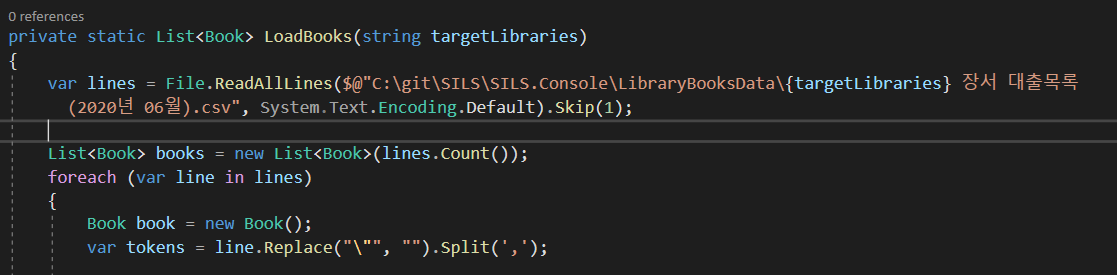 0 references
private static List<Book> LoadBooks(string targetLibraries)
{
var lines = File.ReadAllLines($@"C:\git\SILS\SILS.Console\LibraryBooksData\{targetLibraries} 장서 대출목록
(2020년 06월).csv", System.Text.Encoding.Default).Skip(1);
List<Book> books = new List<Book>(lines.Count());
foreach (var line in lines)
{
Book book = new Book();
var tokens = line.Replace("\"", "").Split(',');